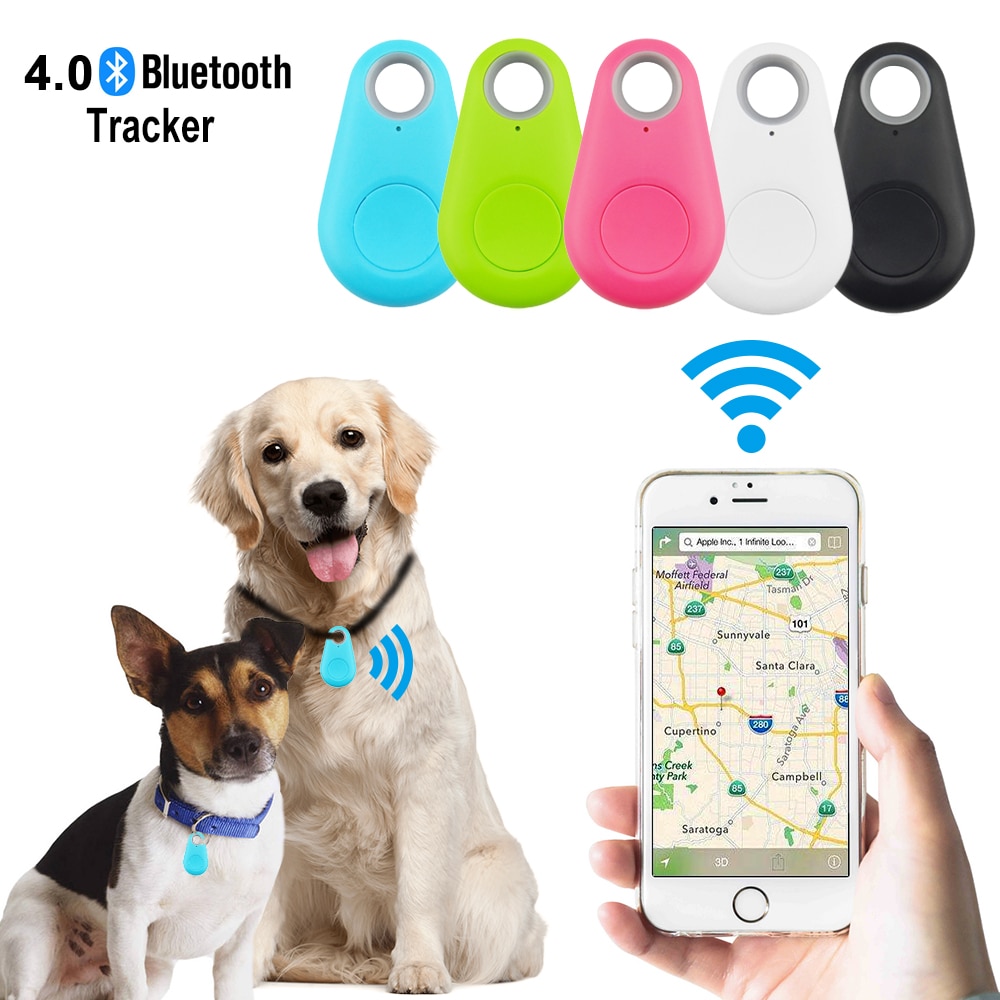 4.0 Bluetooth
Tracker
Apple Inc., 1 Infinite Loo...
Moffett Federal
Airfield
Tasman Dr
237
237
101
Sunnyvale
85
Santa Clara
88
280
Cupertino
Saratoga Ave
ns Creek
nty Park
Campbell
85
17
Saratoga
3D